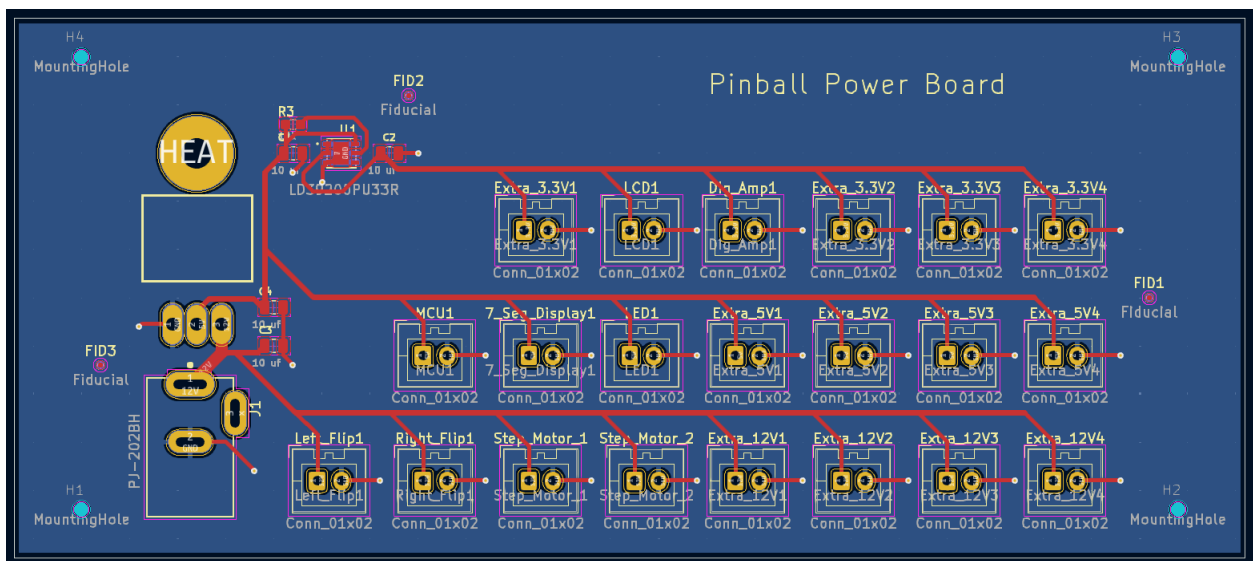 H4
MountingHole
H3
MountingHole
FID2
Fiducial
Pinball Power Board
HEAT
R3
U1
C2
GND
10 uf
10 uf
LD39200PU33R
Extra_3.3V1
LCD1
Dig_Amp1
Extra_3.3V2
Extra_3.3V3
Extra_3.3V4
Extra_3.3V1
LCD1
Dig_Amp1
Extra_3.3V2
Extra_3.3V3
Extra_3.3V4
Conn_01x02
Conn_01x02
Conn_01x02
Conn_01x02
Conn_01x02
Conn_01x02
FID1
Fiducial
C4
10 uf
10 uf
MCU1
7_Seg_Display1
LED1
Extra_5V1
Extra_5V2
Extra_5V3
Extra_5V4
MCU1
7_Seg_Display1
LED1
Extra_5V1
Extra_5V2
Extra_5V3
Extra_5V4
Conn_01x02
Conn_01x02
Conn_01x02
Conn_01x02
Conn_01x02
Conn_01x02
Conn_01x02
FID3
Fiducial
1
12V
2
GND
J1
PJ-202BH
Left_Flip1
Right_Flip1
Step_Motor_1
Step_Motor_2
Extra_12V1
Extra_12V2
Extra_12V3
Extra_12V4
Left_Flip1
Right_Flip1
Step_Motor_1
Step_Motor_2
Extra_12V1
Extra_12V2
Extra_12V3
Extra_12V4
Conn_01x02
Conn_01x02
Conn_01x02
Conn_01x02
Conn_01x02
Conn_01x02
Conn_01x02
Conn_01x02
H1
MountingHole
H2
MountingHole